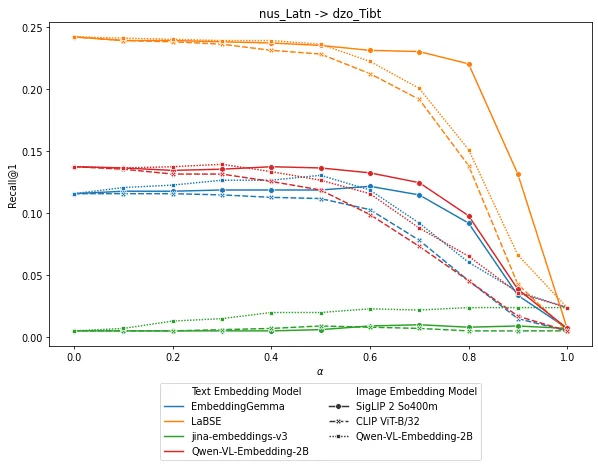 nus_Latn -> dzo_Tibt
0.25
0.20
0.15
0.10
0.05
0.00
Recall@1
0.0 0.2 0.4 0.6 0.8 1.0
α
Text Embedding Model Image Embedding Model
EmbeddingGemma SigLIP 2 So400m
LaBSE CLIP ViT-B/32
jina-embeddings-v3 Qwen-VL-Embedding-2B
Qwen-VL-Embedding-2B